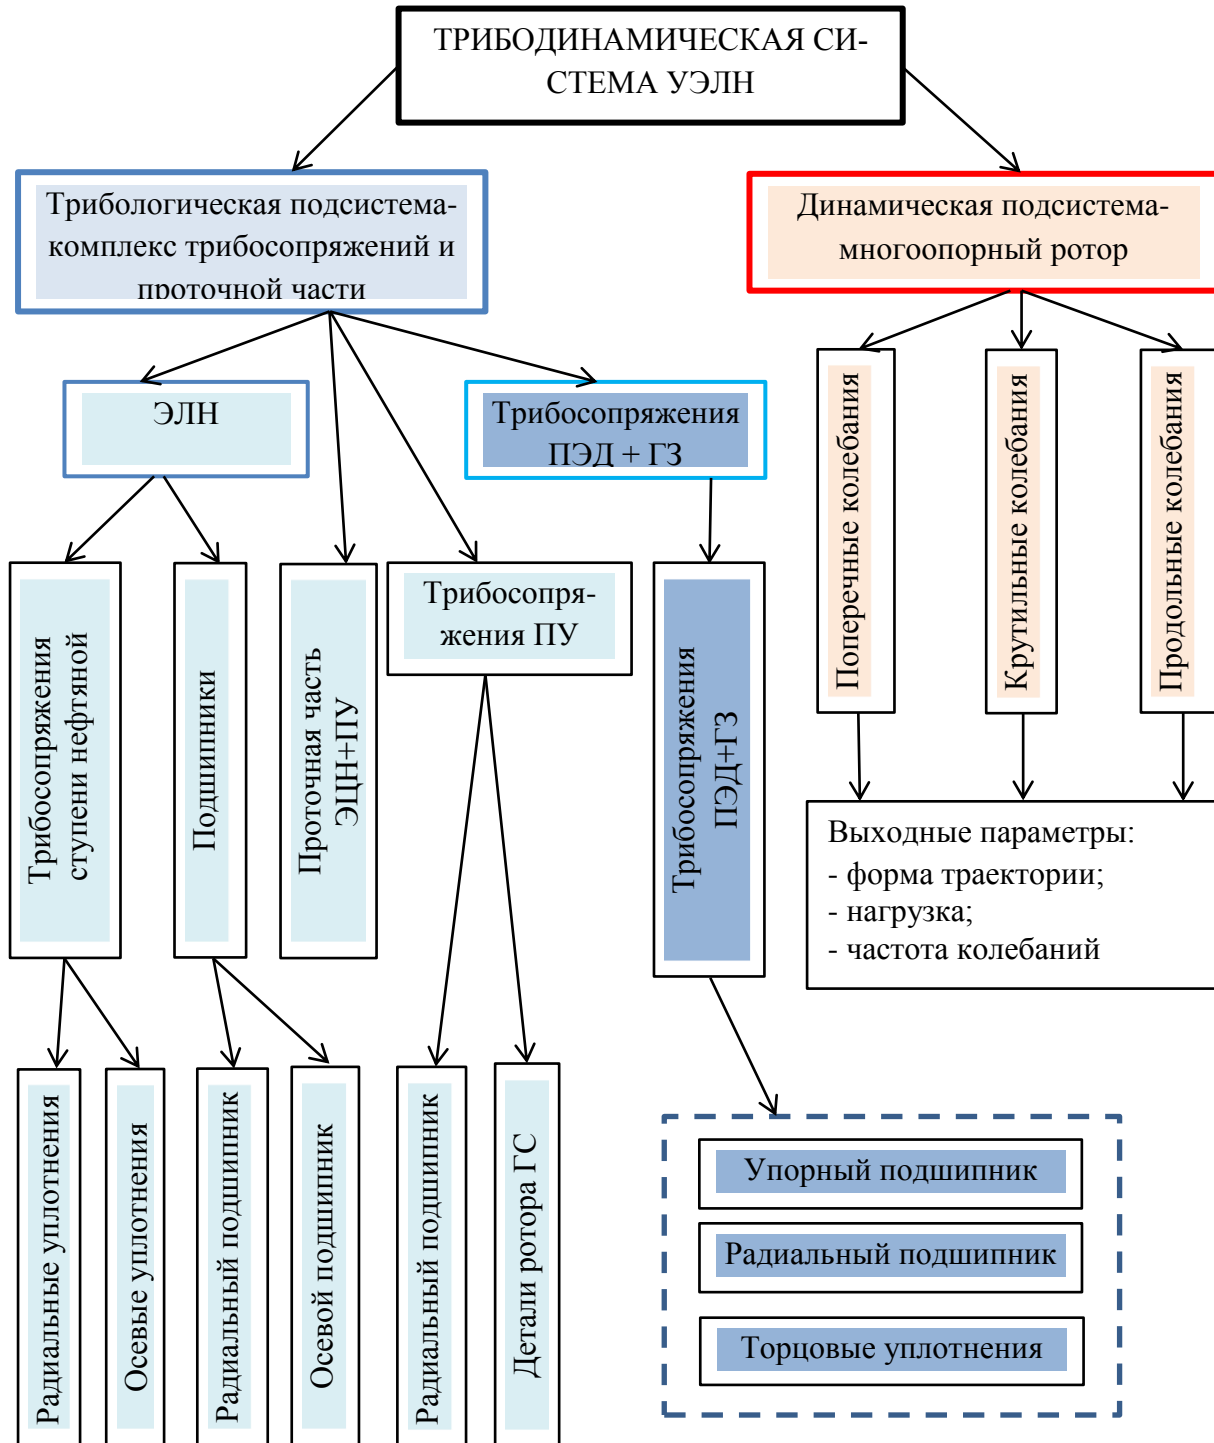 ТРИБОДИНАМИЧЕСКАЯ СИ-
СТЕМА УЭЛН
Трибологическая подсистема-
комплекс трибосопряжений и
проточной части
Динамическая подсистема-
многоопорный ротор
ЭЛН
Трибосопряжения
ПЭД + ГЗ
Поперечные колебания
Крутильные колебания
Продольные колебания
Трибосопряжения
ступени нефтяной
Подшипники
Проточная часть
ЭЦН+ПУ
Трибосопря-
жения ПУ
Трибосопряжения
ПЭД+ГЗ
Выходные параметры:
- форма траектории;
- нагрузка;
- частота колебаний
Радиальные уплотнения
Осевые уплотнения
Радиальный подшипник
Осевой подшипник
Радиальный подшипник
Детали ротора ГС
Упорный подшипник
Радиальный подшипник
Торцовые уплотнения